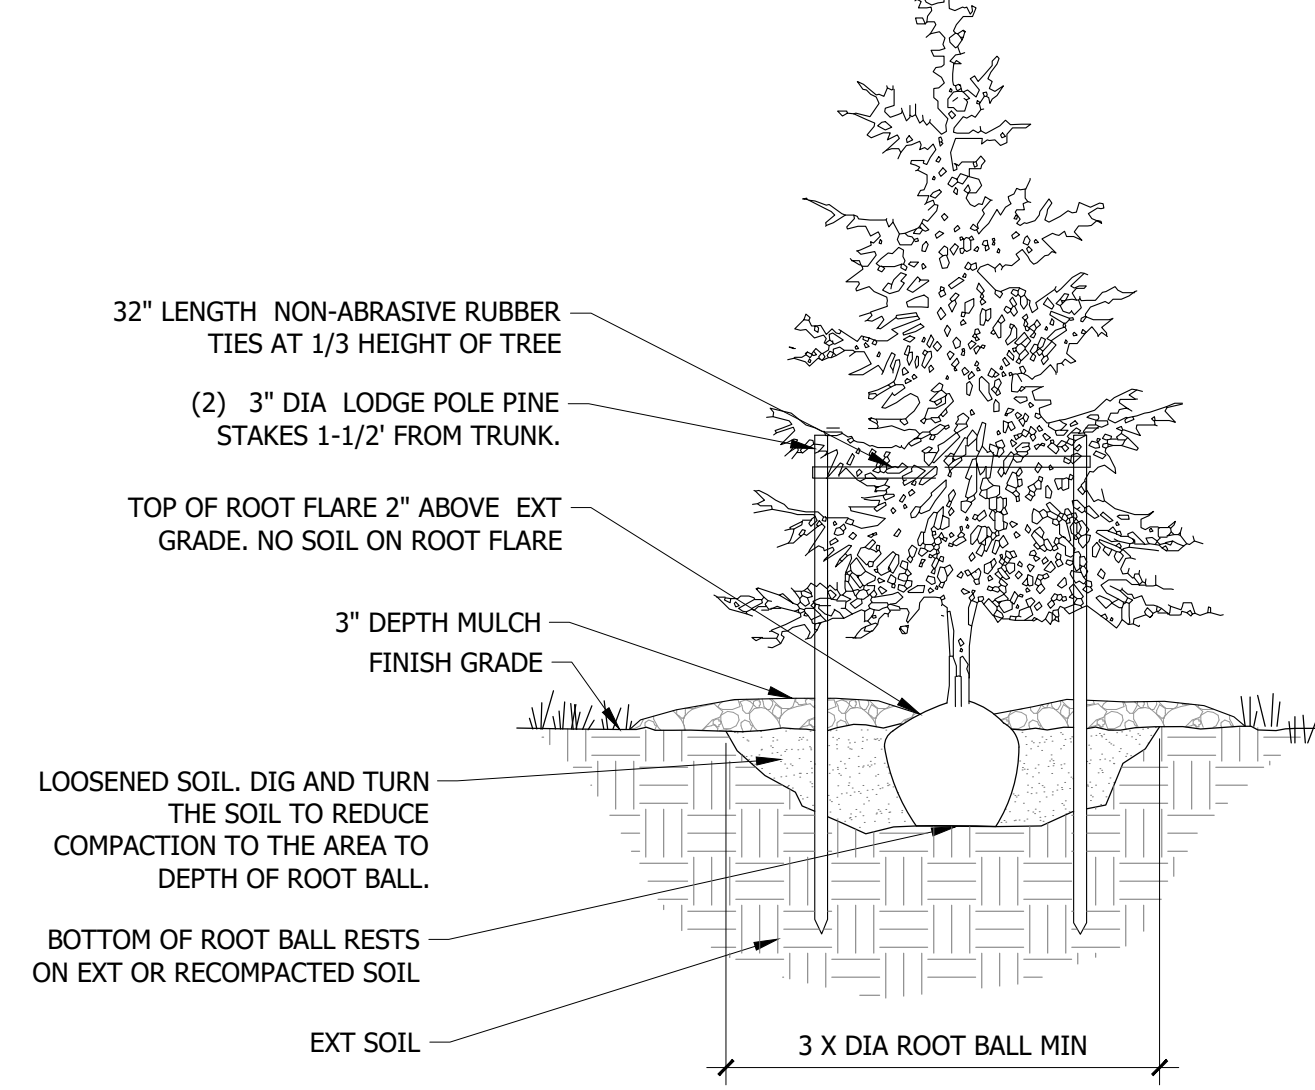 32" LENGTH  NON-ABRASIVE RUBBER
TIES AT 1/3 HEIGHT OF TREE
(2)   3" DIA  LODGE POLE PINE
STAKES 1-1/2' FROM TRUNK.
TOP OF ROOT FLARE 2" ABOVE  EXT
GRADE. NO SOIL ON ROOT FLARE
3" DEPTH MULCH
FINISH GRADE
LOOSENED SOIL. DIG AND TURN
THE SOIL TO REDUCE
COMPACTION TO THE AREA TO
DEPTH OF ROOT BALL.
BOTTOM OF ROOT BALL RESTS
ON EXT OR RECOMPACTED SOIL
EXT SOIL
3 X DIA ROOT BALL MIN